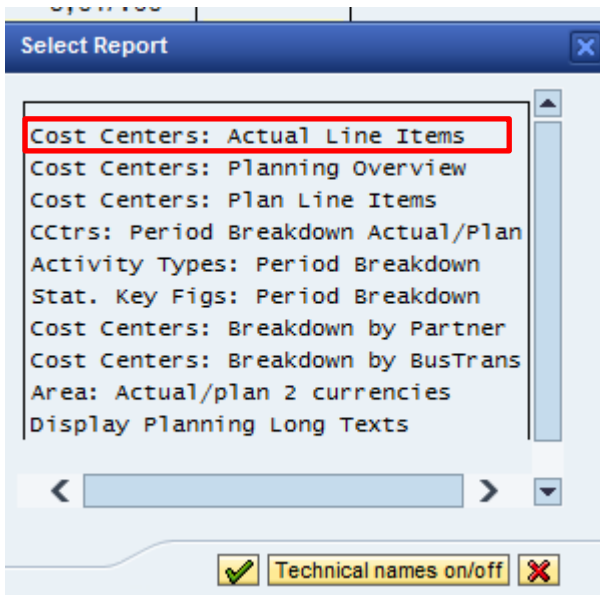 Select Report
Cost Centers: Actual Line Items
Cost Centers: Planning Overview
Cost Centers: Plan Line Items
CCtrs: Period Breakdown Actual/Plan
Activity Types: Period Breakdown
Stat. Key Figs: Period Breakdown
Cost Centers: Breakdown by Partner
Cost Centers: Breakdown by BusTrans
Area: Actual/plan 2 currencies
Display Planning Long Texts
Technical names on/off